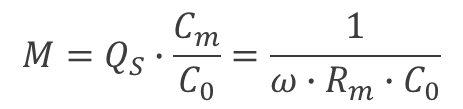 M = Q_S · C_m / C_0 = 1 / (ω · R_m · C_0)